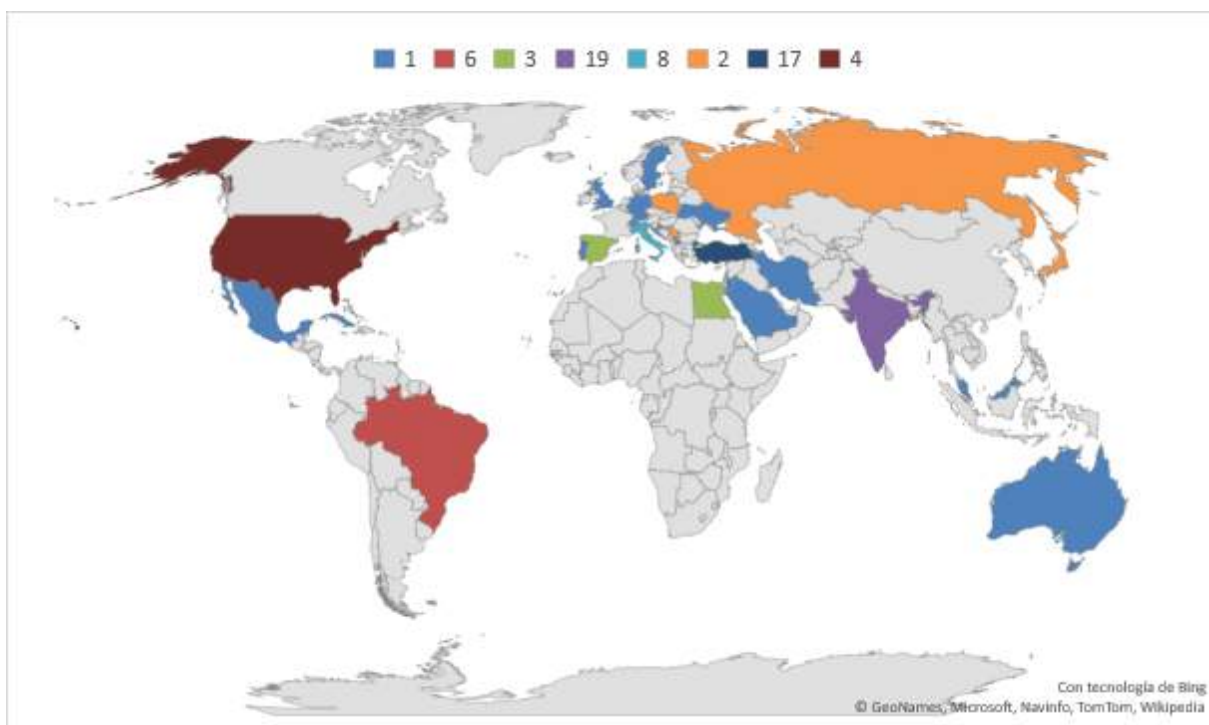 1 6 3 19 8 2 17 4
Con tecnología de Bing
© GeoNames, Microsoft, Navinfo, TomTom, Wikipedia